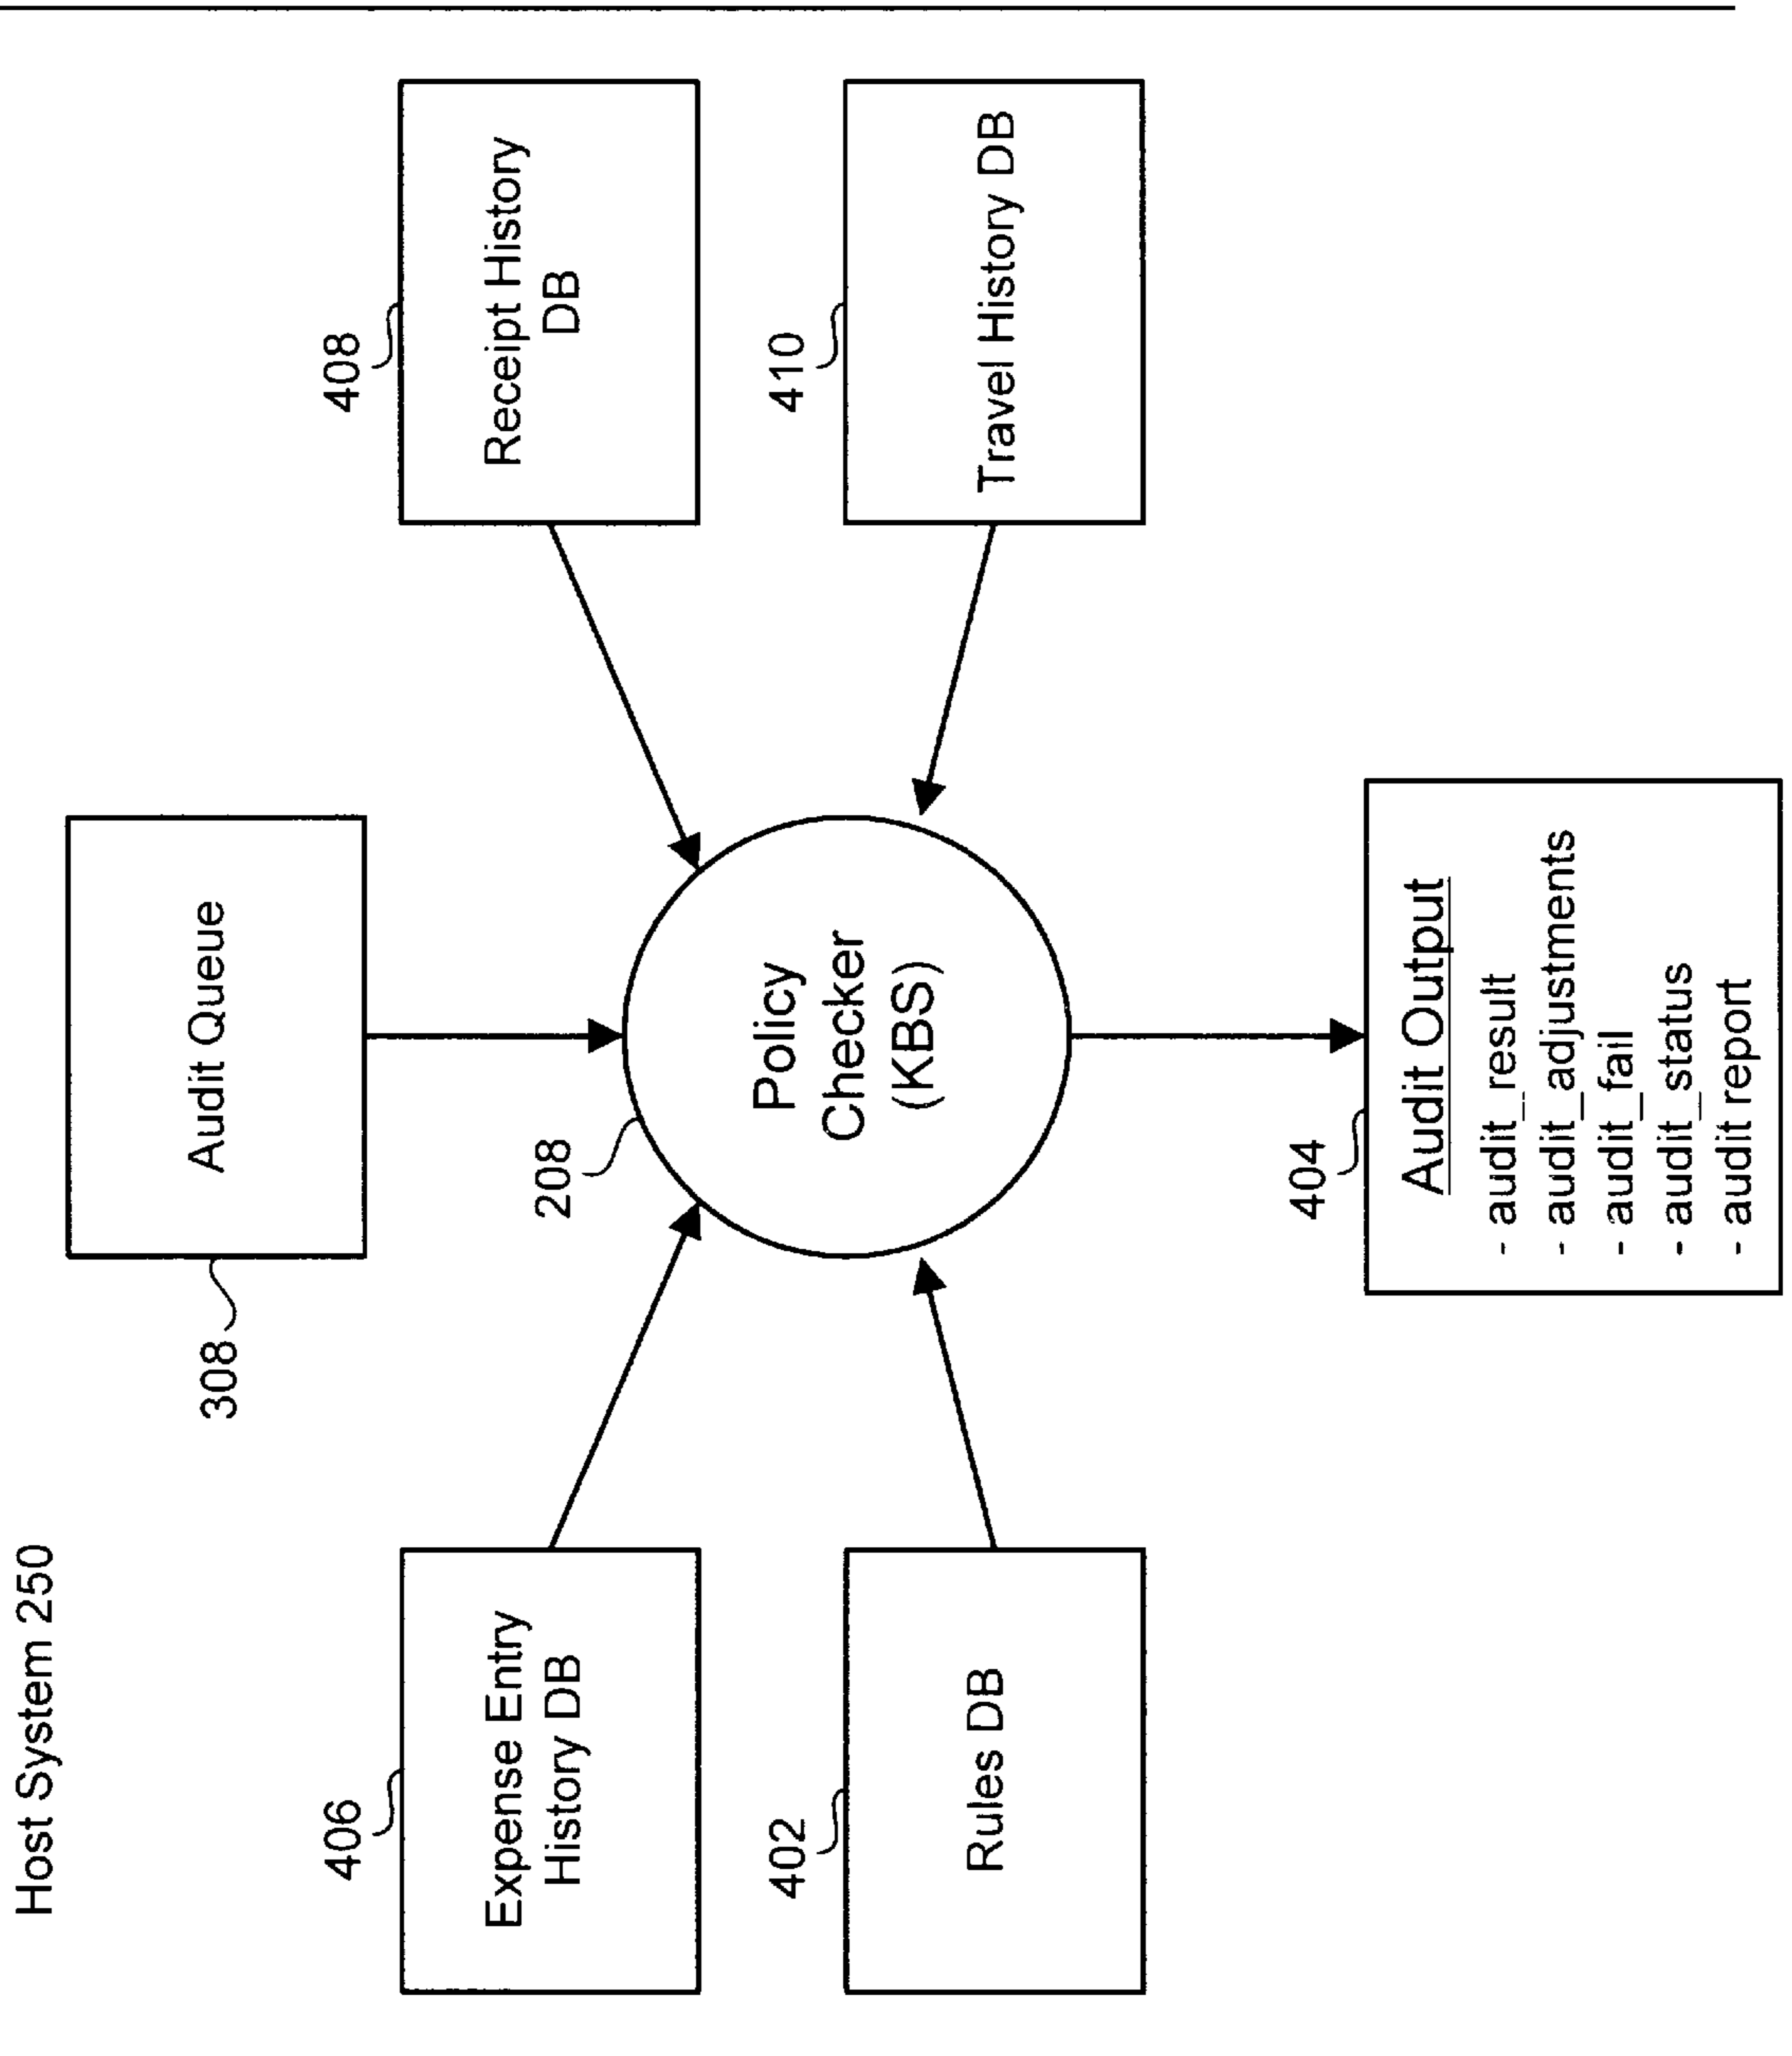 Host System 250
308
Audit Queue
406
Expense Entry
History DB
408
Receipt History
DB
208
Policy
Checker
(KBS)
402
Rules DB
410
Travel History DB
404
Audit Output
- audit_result
- audit_adjustments
- audit_fail
- audit_status
- audit report